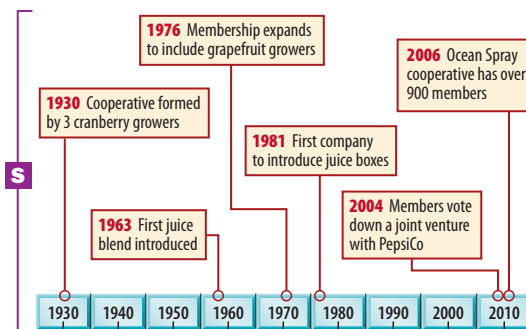 1976 Membership expands
to include grapefruit growers
2006 Ocean Spray
cooperative has over
900 members
1930 Cooperative formed
by 3 cranberry growers
1981 First company
to introduce juice boxes
S
2004 Members vote
down a joint venture
with PepsiCo
1963 First juice
blend introduced
1930 1940 1950 1960 1970 1980 1990 2000 2010